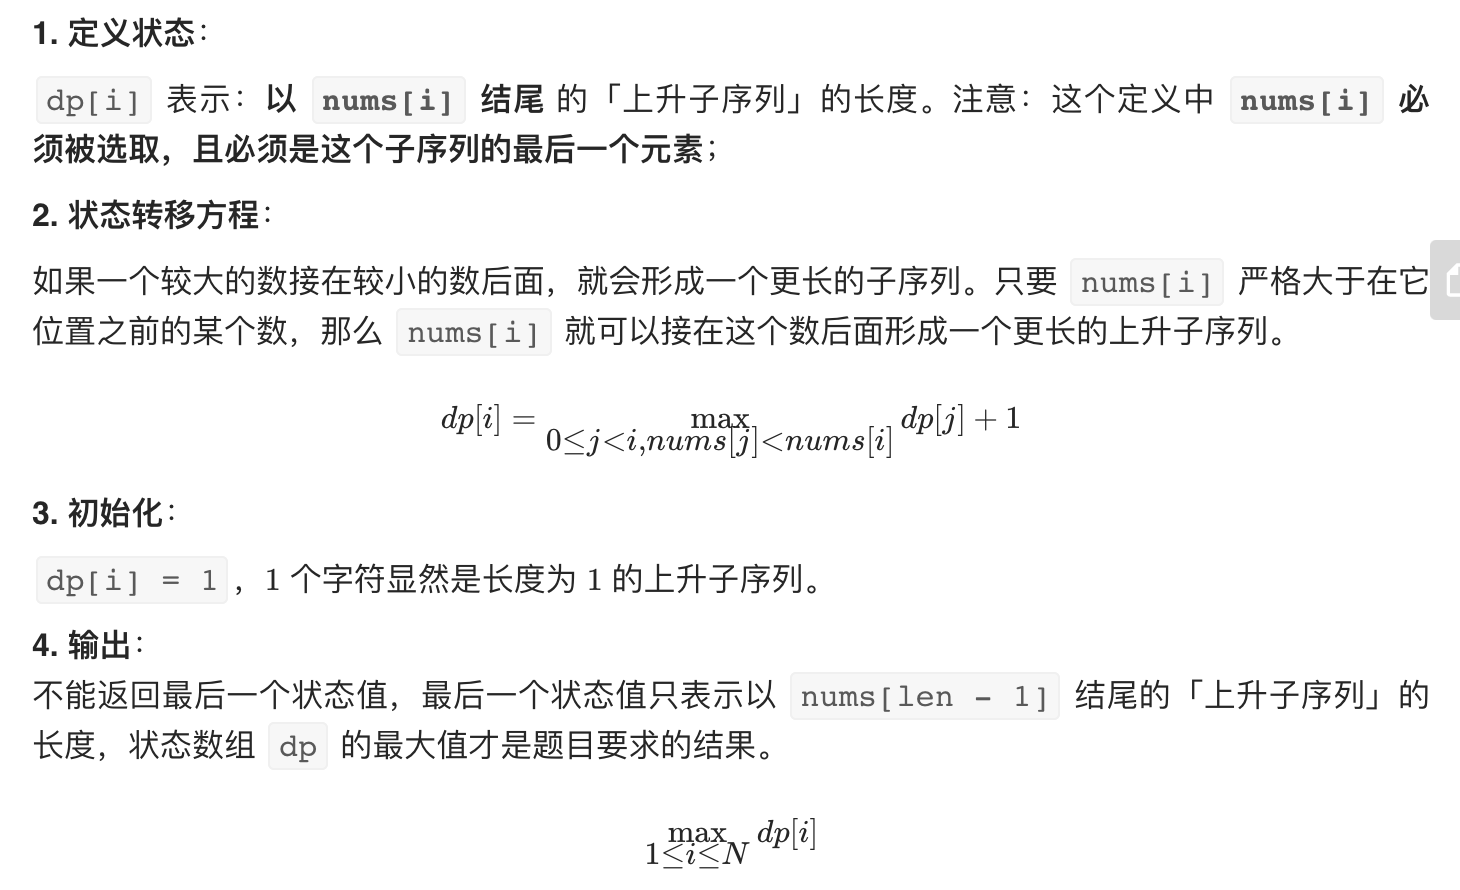 1. 定义状态：
dp[i] 表示：以 nums[i] 结尾 的「上升子序列」的长度。注意：这个定义中 nums[i] 必
须被选取，且必须是这个子序列的最后一个元素；
2. 状态转移方程：
如果一个较大的数接在较小的数后面，就会形成一个更长的子序列。只要 nums[i] 严格大于在它
位置之前的某个数，那么 nums[i] 就可以接在这个数后面形成一个更长的上升子序列。
dp[i] = max dp[j] + 1
0≤j<i,nums[j]<nums[i]
3. 初始化：
dp[i] = 1，1 个字符显然是长度为 1 的上升子序列。
4. 输出：
不能返回最后一个状态值，最后一个状态值只表示以 nums[len - 1] 结尾的「上升子序列」的
长度，状态数组 dp 的最大值才是题目要求的结果。
max dp[i]
1≤i≤N